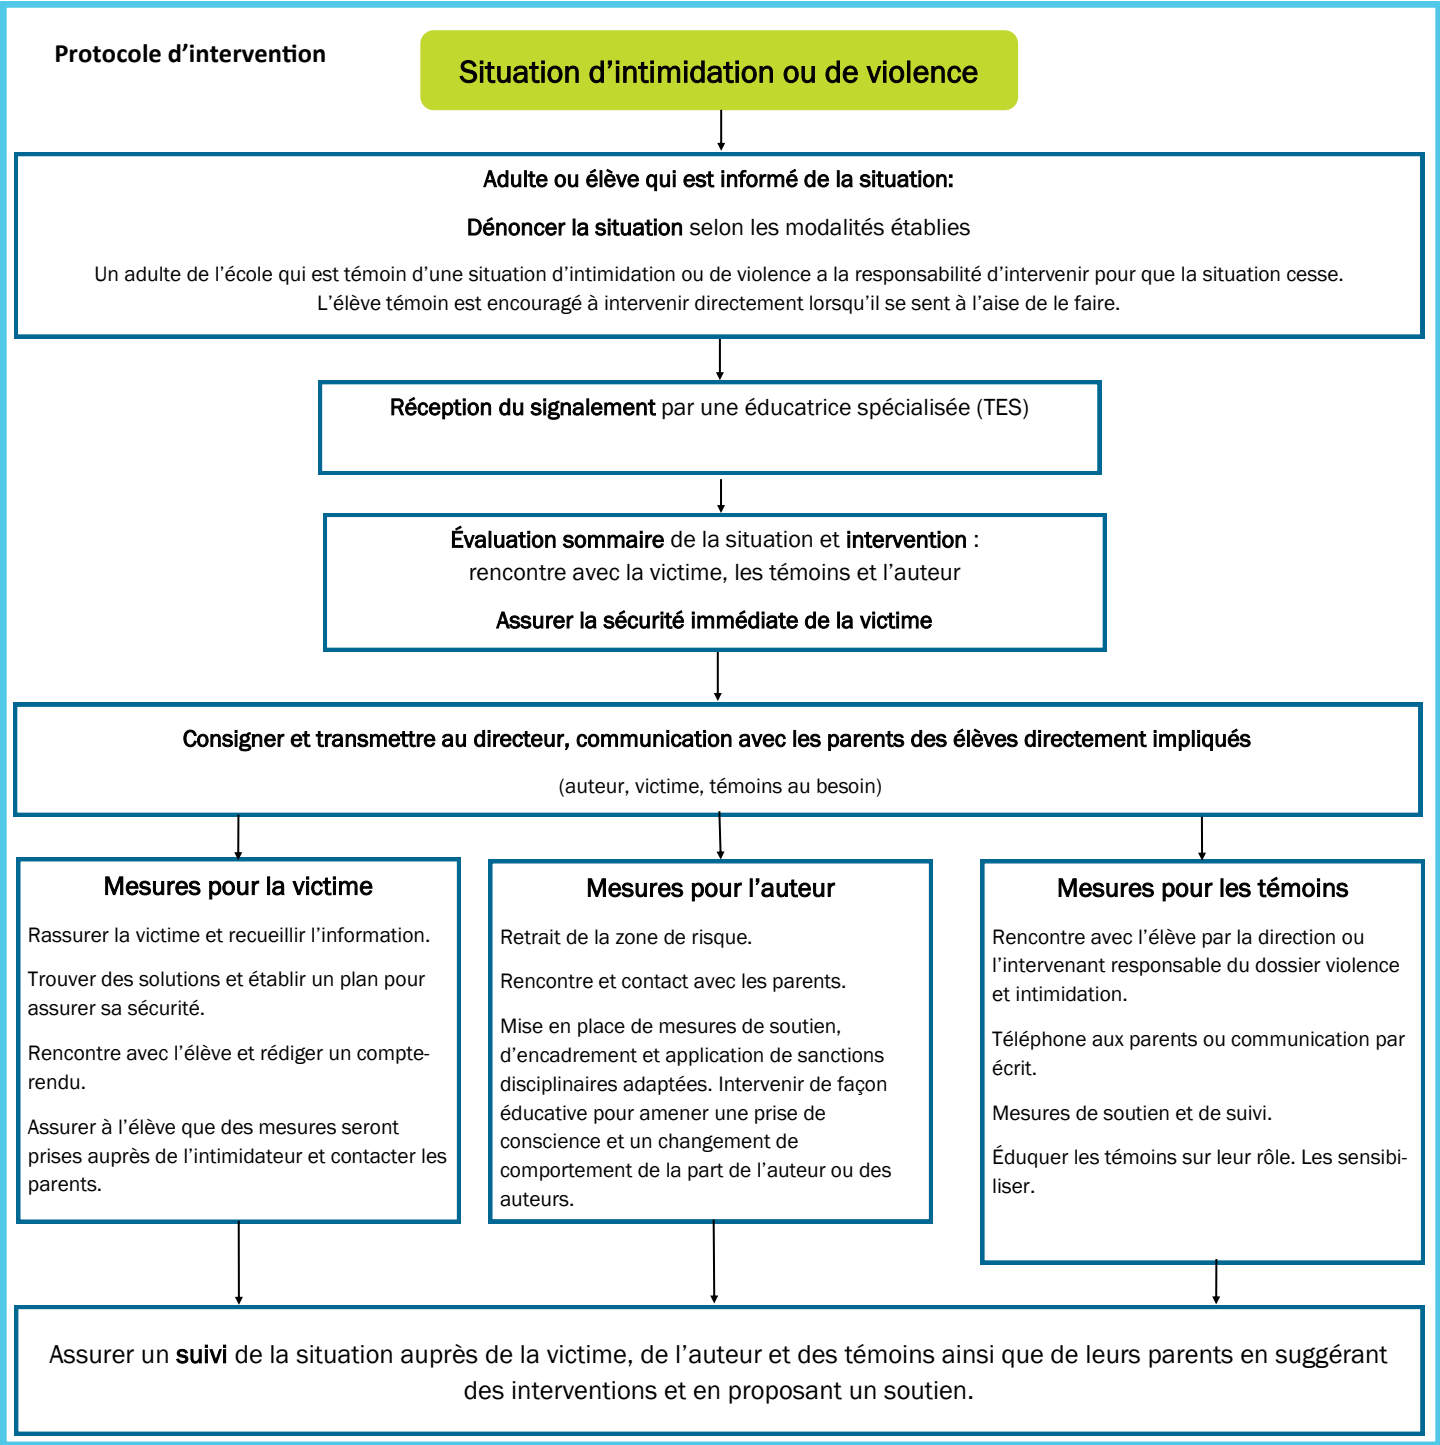 Protocole d’intervention
Situation d’intimidation ou de violence
Adulte ou élève qui est informé de la situation:
Dénoncer la situation selon les modalités établies
Un adulte de l’école qui est témoin d’une situation d’intimidation ou de violence a la responsabilité d’intervenir pour que la situation cesse.
L’élève témoin est encouragé à intervenir directement lorsqu’il se sent à l’aise de le faire.
Réception du signalement par une éducatrice spécialisée (TES)
Évaluation sommaire de la situation et intervention :
rencontre avec la victime, les témoins et l’auteur
Assurer la sécurité immédiate de la victime
Consigner et transmettre au directeur, communication avec les parents des élèves directement impliqués
(auteur, victime, témoins au besoin)
Mesures pour la victime
Rassurer la victime et recueillir l’information.
Trouver des solutions et établir un plan pour
assurer sa sécurité.
Rencontre avec l’élève et rédiger un compte-
rendu.
Assurer à l’élève que des mesures seront
prises auprès de l’intimidateur et contacter les
parents.
Mesures pour l’auteur
Retrait de la zone de risque.
Rencontre et contact avec les parents.
Mise en place de mesures de soutien,
d’encadrement et application de sanctions
disciplinaires adaptées. Intervenir de façon
éducative pour amener une prise de
conscience et un changement de
comportement de la part de l’auteur ou des
auteurs.
Mesures pour les témoins
Rencontre avec l’élève par la direction ou
l’intervenant responsable du dossier violence
et intimidation.
Téléphone aux parents ou communication par
écrit.
Mesures de soutien et de suivi.
Éduquer les témoins sur leur rôle. Les sensibi-
liser.
Assurer un suivi de la situation auprès de la victime, de l’auteur et des témoins ainsi que de leurs parents en suggérant
des interventions et en proposant un soutien.